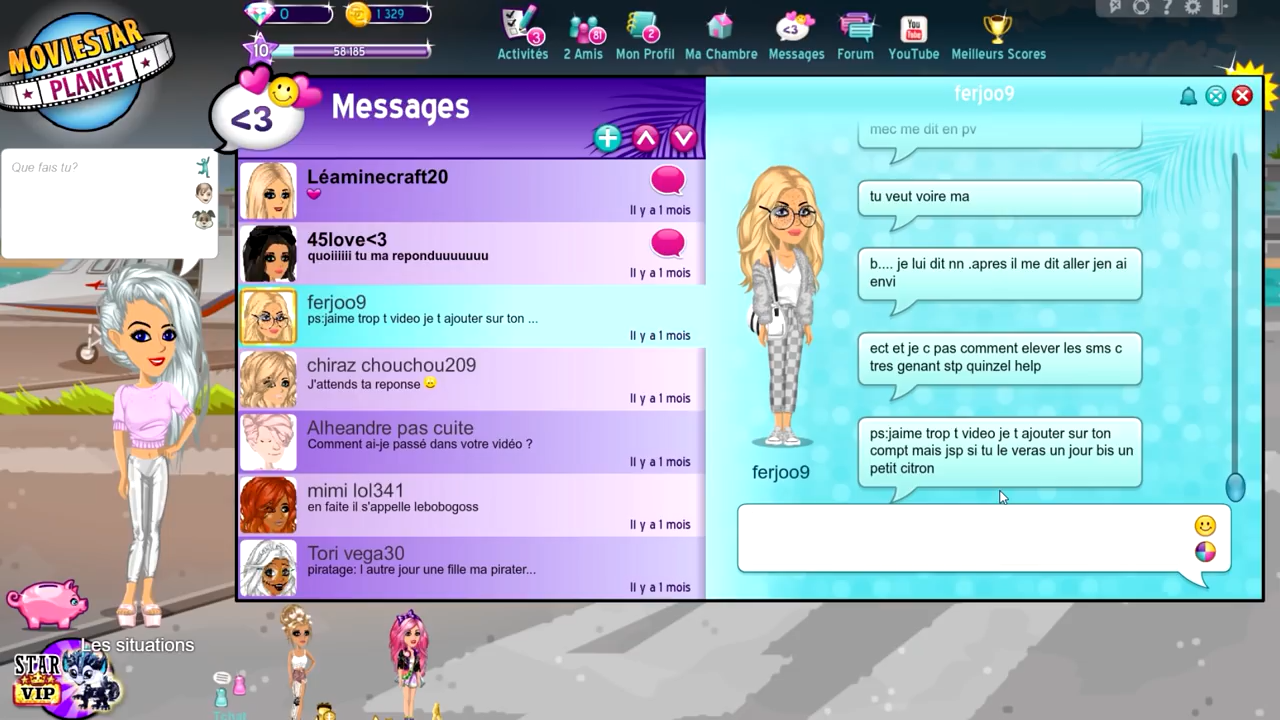 MOVIESTAR
PLANET
0
1 329
10
58 185
3
81
2
<3
You
Tube
Activités
2 Amis
Mon Profil
Ma Chambre
Messages
Forum
YouTube
Meilleurs Scores
Que fais tu?
<3
Messages
Léaminecraft20
Il y a 1 mois
45love<3
quoiiiiii tu ma reponduuuuuuu
Il y a 1 mois
ferjoo9
ps:jaime trop t video je t ajouter sur ton ...
Il y a 1 mois
chiraz chouchou209
J'attends ta reponse
Il y a 1 mois
Alheandre pas cuite
Comment ai-je passé dans votre vidéo ?
Il y a 1 mois
mimi lol341
en faite il s'appelle lebobogoss
Il y a 1 mois
Tori vega30
piratage: l autre jour une fille ma pirater...
Il y a 1 mois
ferjoo9
mec me dit en pv
tu veut voire ma
b.... je lui dit nn .apres il me dit aller jen ai
envi
ect et je c pas comment elever les sms c
tres genant stp quinzel help
ps:jaime trop t video je t ajouter sur ton
compt mais jsp si tu le veras un jour bis un
petit citron
ferjoo9
Les situations
STAR
VIP
Tchat